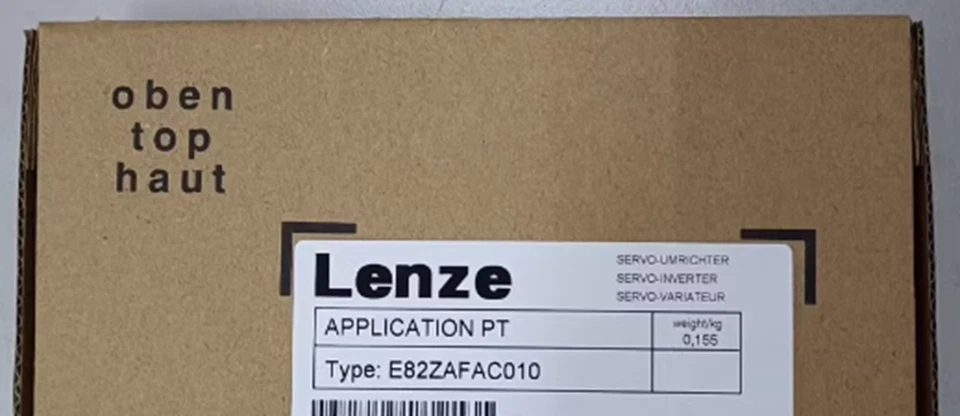 oben
top
haut
Lenze
SERVO-UMRICHTER
SERVO-INVERTER
SERVO-VARIATEUR
APPLICATION PT
weight/kg
0,155
Type: E82ZAFAC010